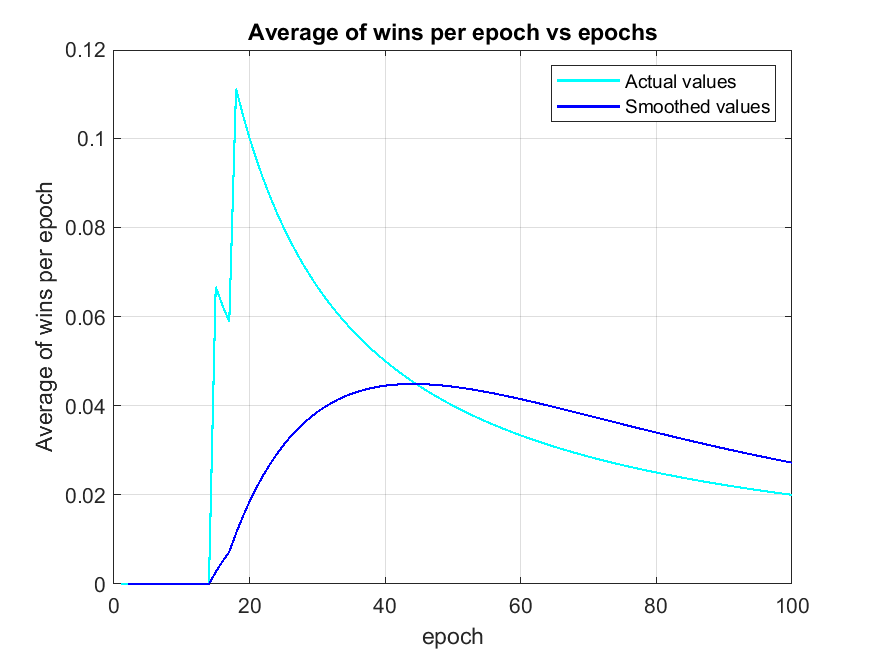 Average of wins per epoch vs epochs
0.12
0.1
0.08
0.06
0.04
0.02
0
Average of wins per epoch
Actual values
Smoothed values
0 20 40 60 80 100
epoch